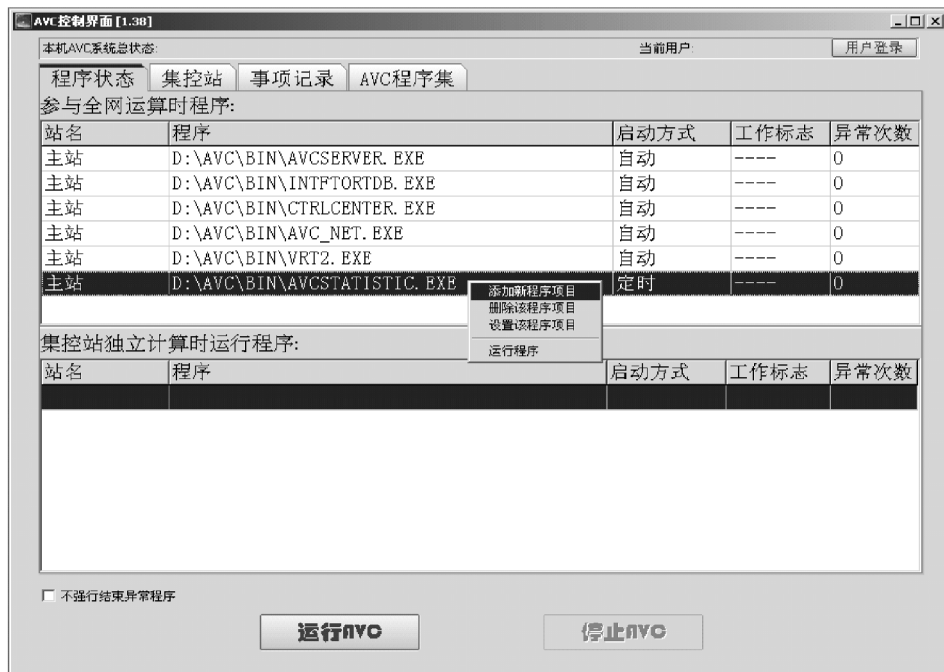 AVC控制界面[1.38]
本机AVC系统总状态: 当前用户: 用户登录
程序状态 集控站 事项记录 AVC程序集
参与全网运算时程序:
站名 程序 启动方式 工作标志 异常次数
主站 D:\AVC\BIN\AVCSERVER.EXE 自动 ---- 0
主站 D:\AVC\BIN\INTFTORTDB.EXE 自动 ---- 0
主站 D:\AVC\BIN\CTRLCENTER.EXE 自动 ---- 0
主站 D:\AVC\BIN\AVC_NET.EXE 自动 ---- 0
主站 D:\AVC\BIN\VRT2.EXE 自动 ---- 0
主站 D:\AVC\BIN\AVCSTATISTIC.EXE 定时 ---- 0
添加新程序项目
删除该程序项目
设置该程序项目
运行程序
集控站独立计算时运行程序:
站名 程序 启动方式 工作标志 异常次数
不强行结束异常程序
运行AVC 停止AVC